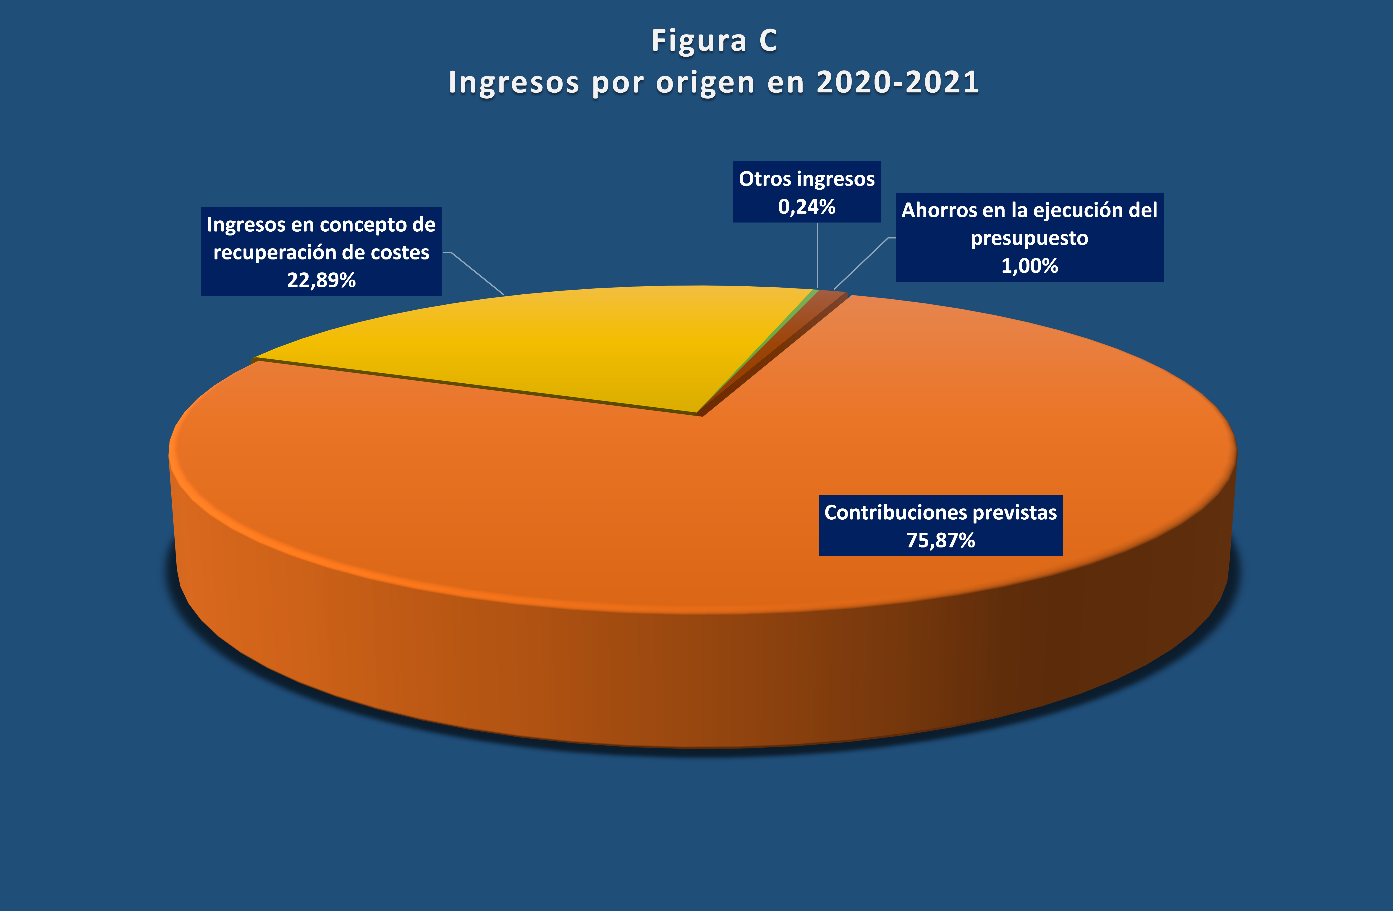 Figura C
Ingresos por origen en 2020-2021
Otros ingresos
0,24%
Ahorros en la ejecución del
presupuesto
1,00%
Ingresos en concepto de
recuperación de costes
22,89%
Contribuciones previstas
75,87%